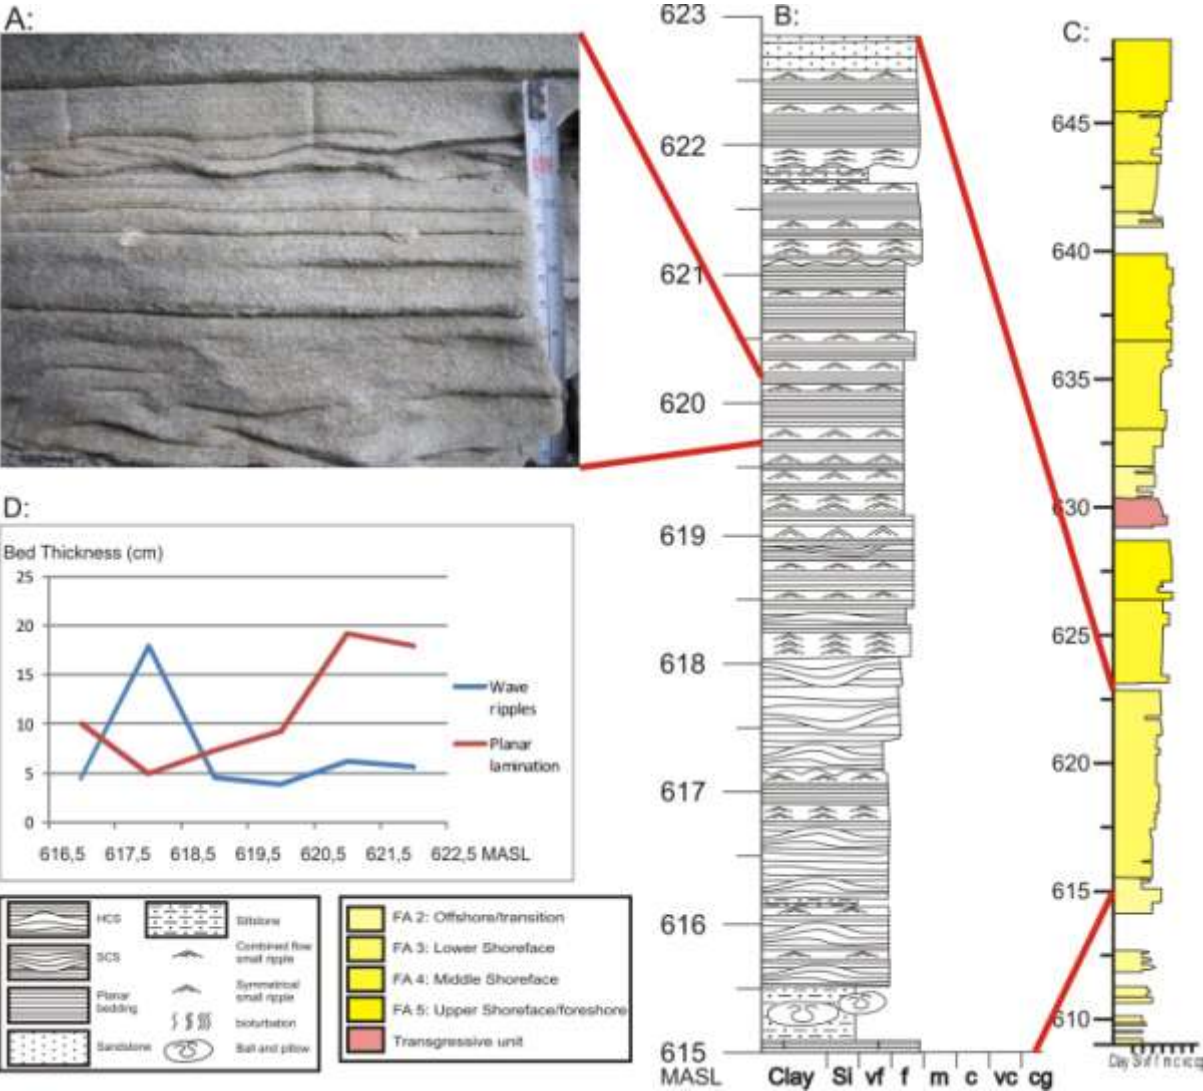 A:
B:
C:
623
622
621
620
619
618
617
616
615
MASL
Clay Si vf f m c vc cg
645
640
635
630
625
620
615
610
D:
Bed Thickness (cm)
25
20
15
10
5
0
616,5 617,5 618,5 619,5 620,5 621,5 622,5 MASL
Wave
ripples
Planar
lamination
HCS
SCS
Planar
bedding
Sandstone
Siltstone
Combined flow
small ripple
Symmetrical
small ripple
bioturbation
Ball and pillow
FA 2: Offshore/transition
FA 3: Lower Shoreface
FA 4: Middle Shoreface
FA 5: Upper Shoreface/foreshore
Transgressive unit